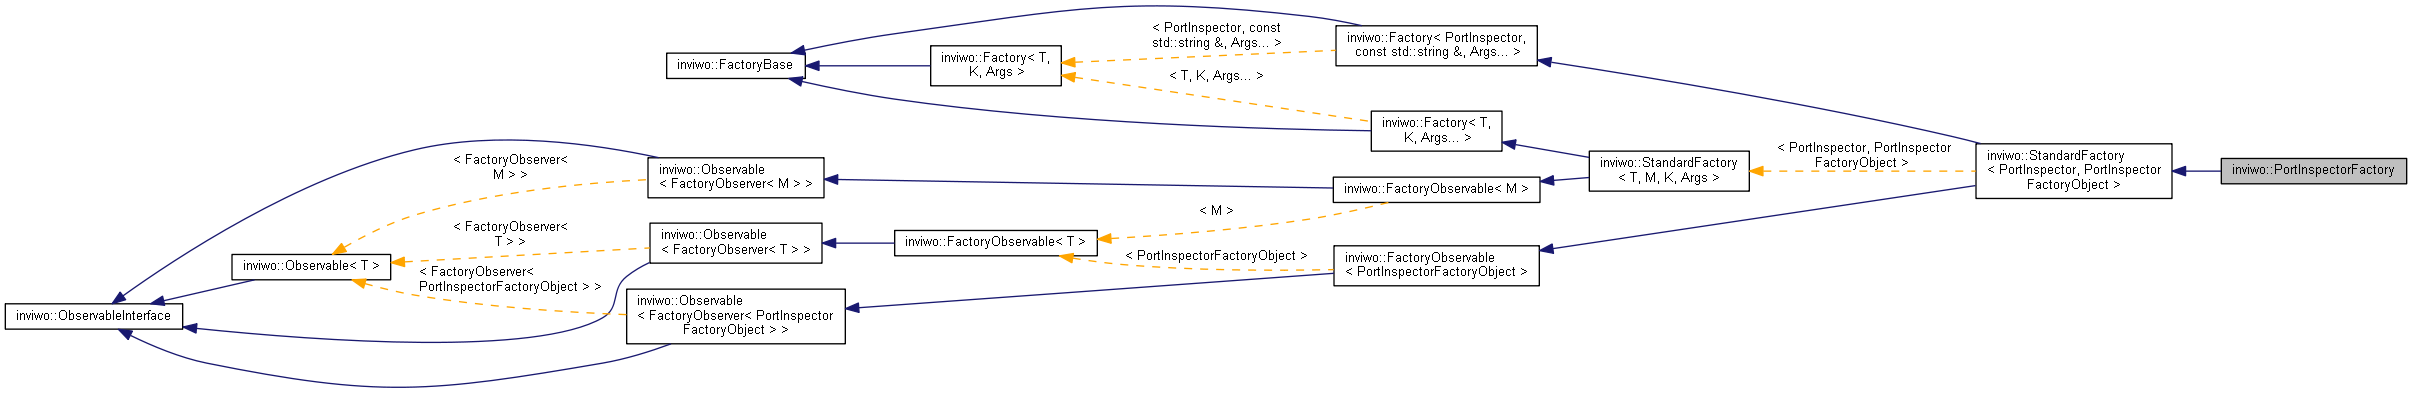 < PortInspector, const
std::string &, Args... >
inviwo::Factory< PortInspector,
const std::string &, Args... >
inviwo::FactoryBase
inviwo::Factory< T,
K, Args >
< T, K, Args... >
inviwo::Factory< T,
K, Args... >
< FactoryObserver<
M > >
inviwo::Observable
< FactoryObserver< M > >
inviwo::FactoryObservable< M >
inviwo::StandardFactory
< T, M, K, Args >
< PortInspector, PortInspector
FactoryObject >
inviwo::StandardFactory
< PortInspector, PortInspector
FactoryObject >
inviwo::PortInspectorFactory
< M >
< FactoryObserver<
T > >
inviwo::Observable
< FactoryObserver< T > >
inviwo::FactoryObservable< T >
< PortInspectorFactoryObject >
inviwo::FactoryObservable
< PortInspectorFactoryObject >
inviwo::Observable< T >
< FactoryObserver<
PortInspectorFactoryObject > >
inviwo::Observable
< FactoryObserver< PortInspector
FactoryObject > >
inviwo::ObservableInterface